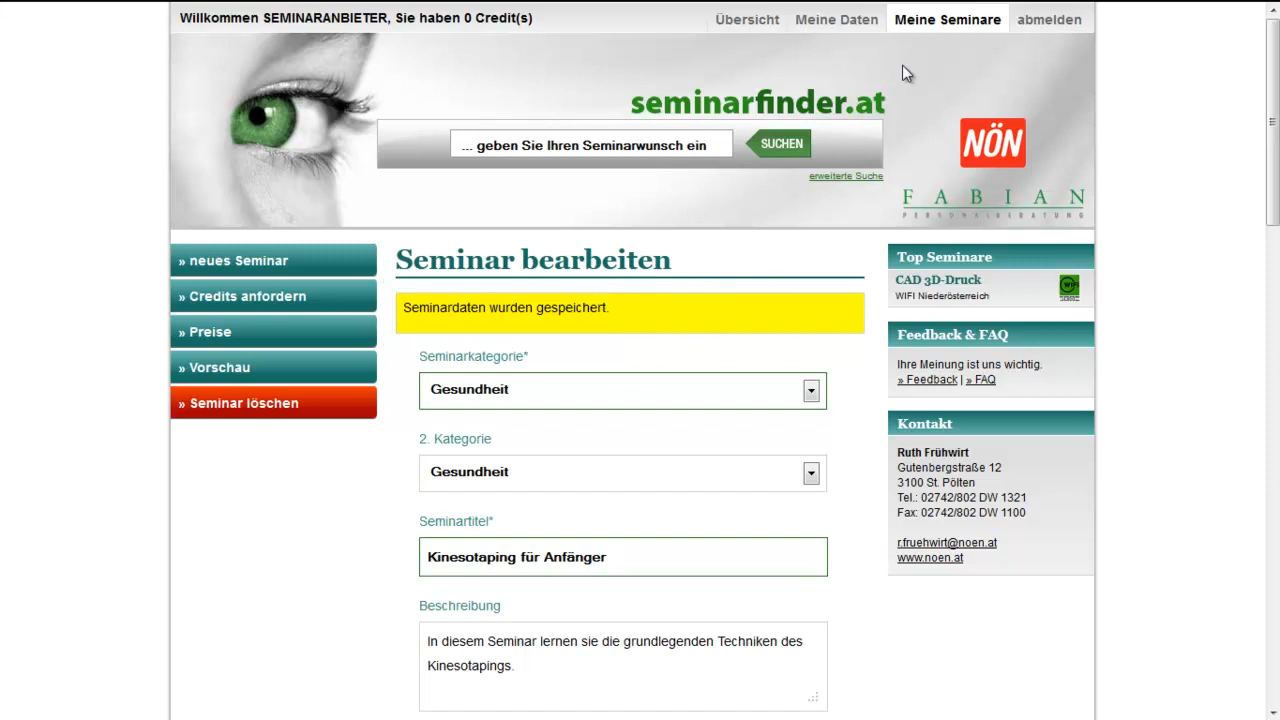 Willkommen SEMINARANBIETER, Sie haben 0 Credit(s)
Übersicht
Meine Daten
Meine Seminare
abmelden
seminarfinder.at
... geben Sie Ihren Seminarwunsch ein
SUCHEN
erweiterte Suche
NÖN
FABIAN
PERSONALBERATUNG
» neues Seminar
» Credits anfordern
» Preise
» Vorschau
» Seminar löschen
Seminar bearbeiten
Seminardaten wurden gespeichert.
Seminarkategorie*
Gesundheit
2. Kategorie
Gesundheit
Seminartitel*
Kinesotaping für Anfänger
Beschreibung
In diesem Seminar lernen sie die grundlegenden Techniken des
Kinesotapings.
Top Seminare
CAD 3D-Druck
WIFI Niederösterreich
WIFI
Feedback & FAQ
Ihre Meinung ist uns wichtig.
» Feedback | » FAQ
Kontakt
Ruth Frühwirt
Gutenbergstraße 12
3100 St. Pölten
Tel.: 02742/802 DW 1321
Fax: 02742/802 DW 1100
r.fruehwirt@noen.at
www.noen.at